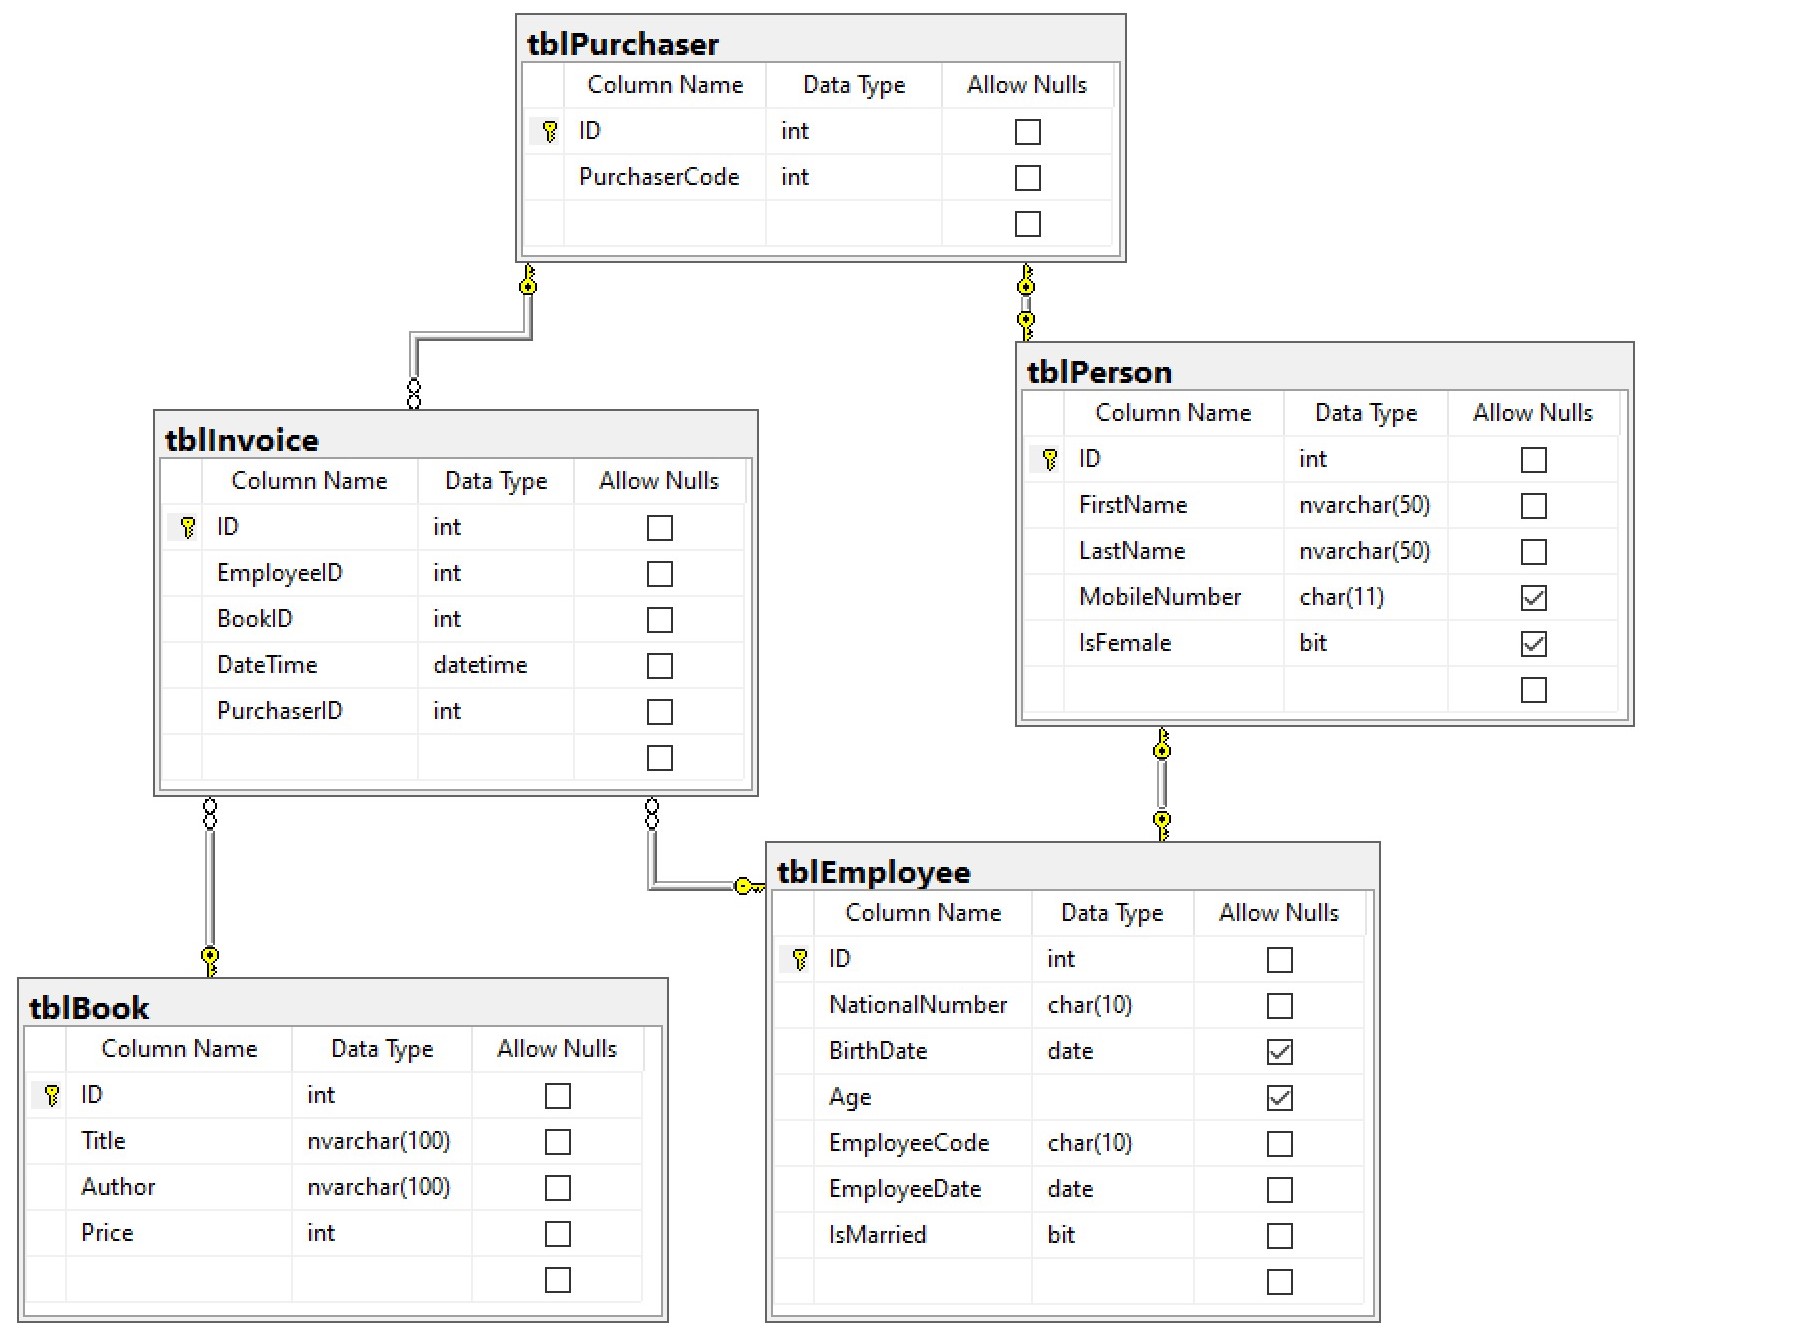 tblPurchaser
Column Name Data Type Allow Nulls
ID int
PurchaserCode int
tblInvoice
Column Name Data Type Allow Nulls
ID int
EmployeeID int
BookID int
DateTime datetime
PurchaserID int
tblPerson
Column Name Data Type Allow Nulls
ID int
FirstName nvarchar(50)
LastName nvarchar(50)
MobileNumber char(11)
IsFemale bit
tblBook
Column Name Data Type Allow Nulls
ID int
Title nvarchar(100)
Author nvarchar(100)
Price int
tblEmployee
Column Name Data Type Allow Nulls
ID int
NationalNumber char(10)
BirthDate date
Age
EmployeeCode char(10)
EmployeeDate date
IsMarried bit